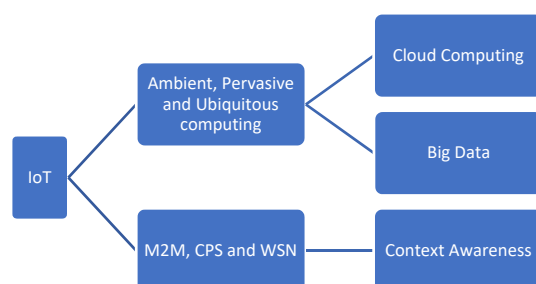 IoT
Ambient, Pervasive
and Ubiquitous
computing
Cloud Computing
Big Data
M2M, CPS and WSN
Context Awareness